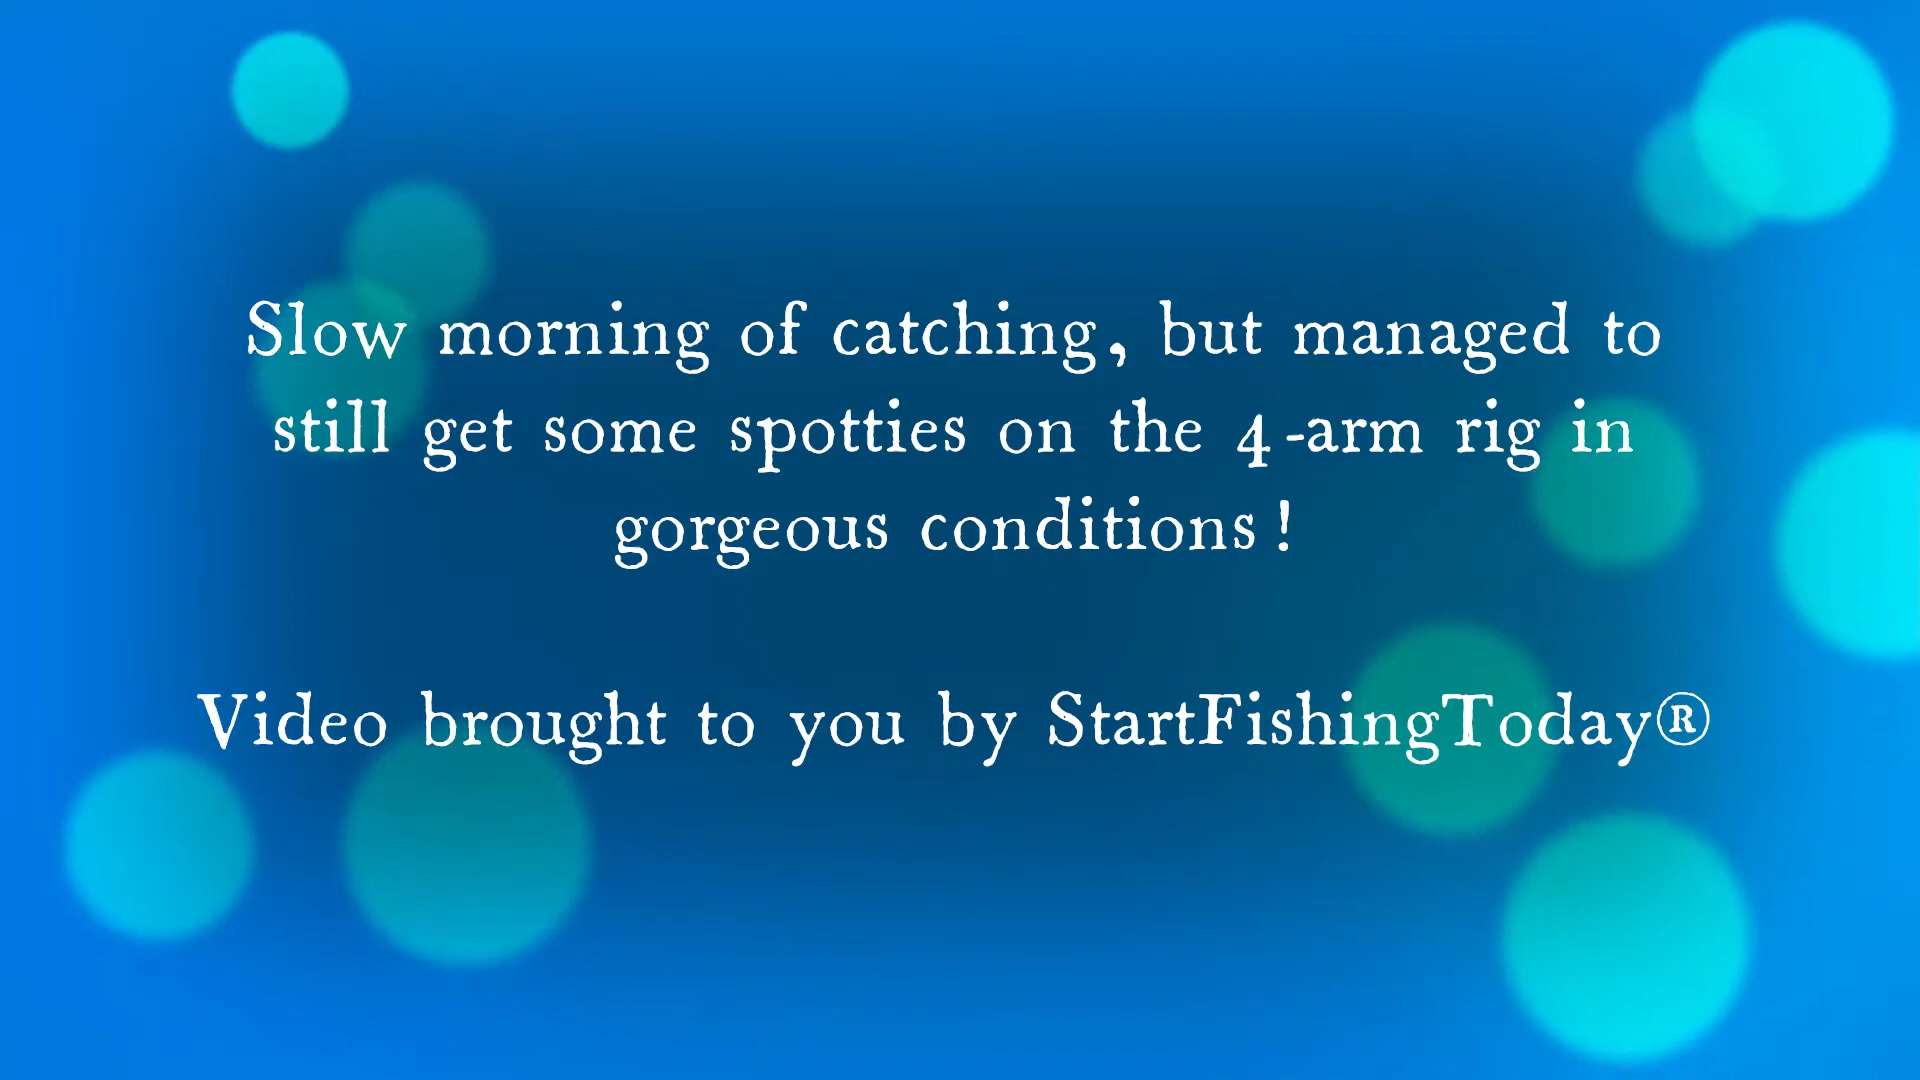 Slow morning of catching, but managed to
still get some spotties on the 4-arm rig in
gorgeous conditions!
Video brought to you by StartFishingToday®